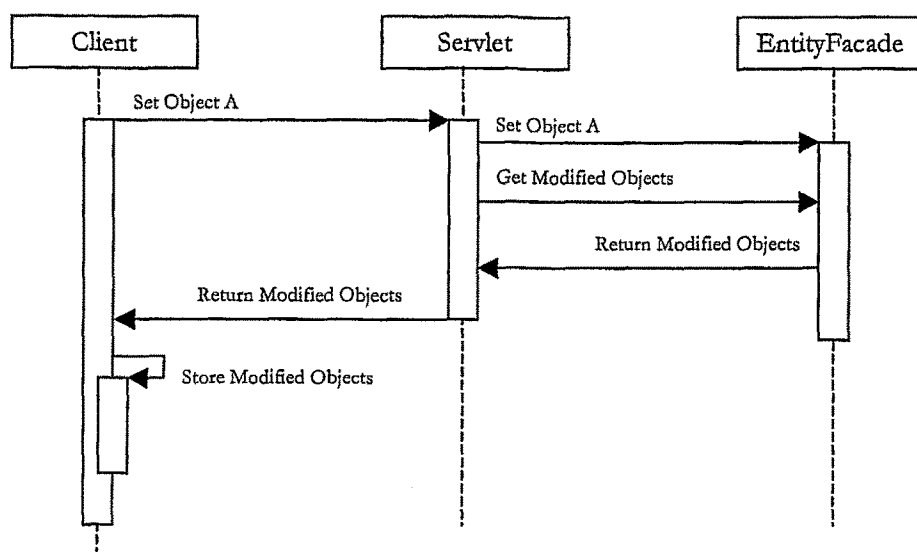 Client
Servlet
EntityFacade
Set Object A
Set Object A
Get Modified Objects
Return Modified Objects
Return Modified Objects
Store Modified Objects